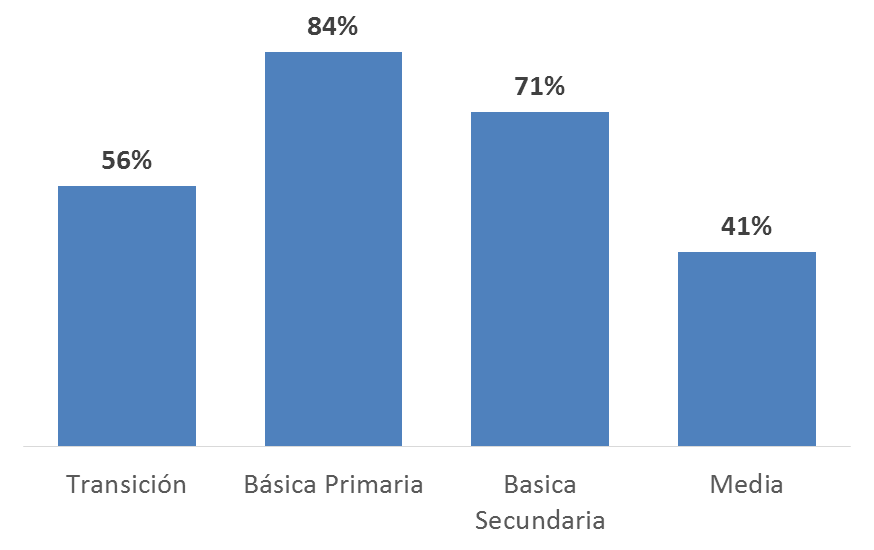 84%
71%
56%
41%
Transición
Básica Primaria
Basica
Secundaria
Media